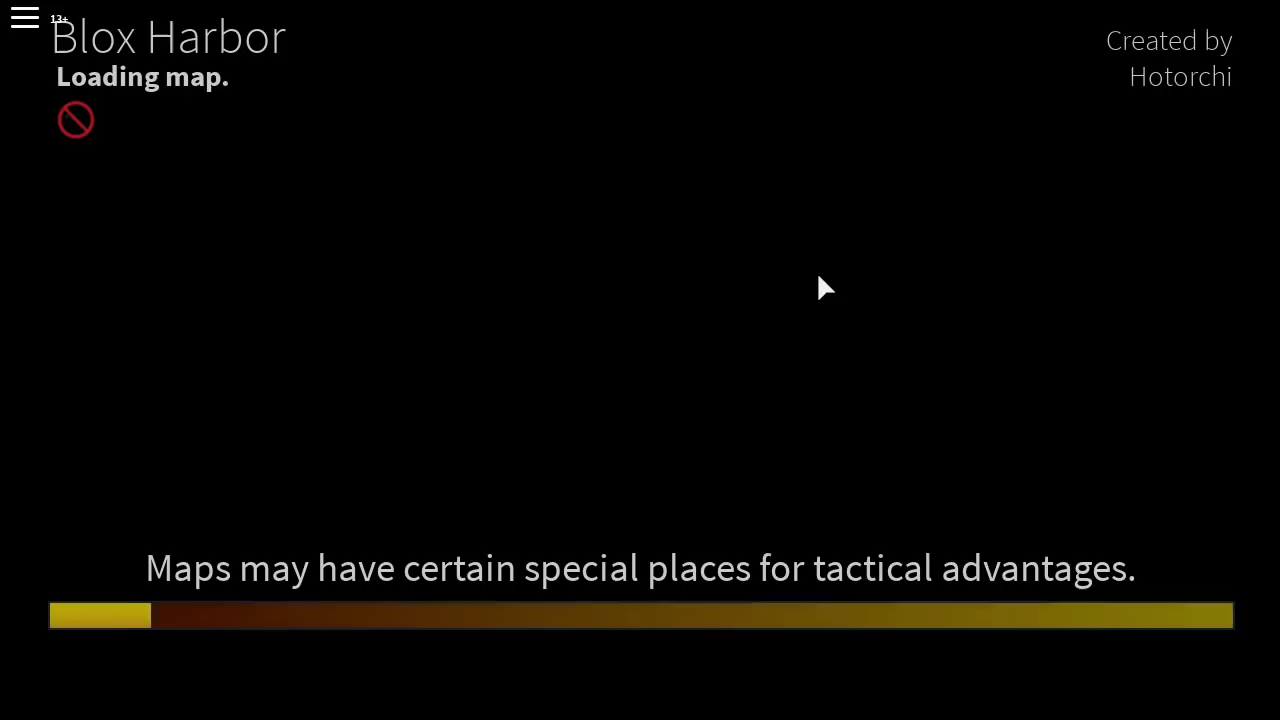 13+
Blox Harbor
Loading map.
Created by
Hotorchi
Maps may have certain special places for tactical advantages.